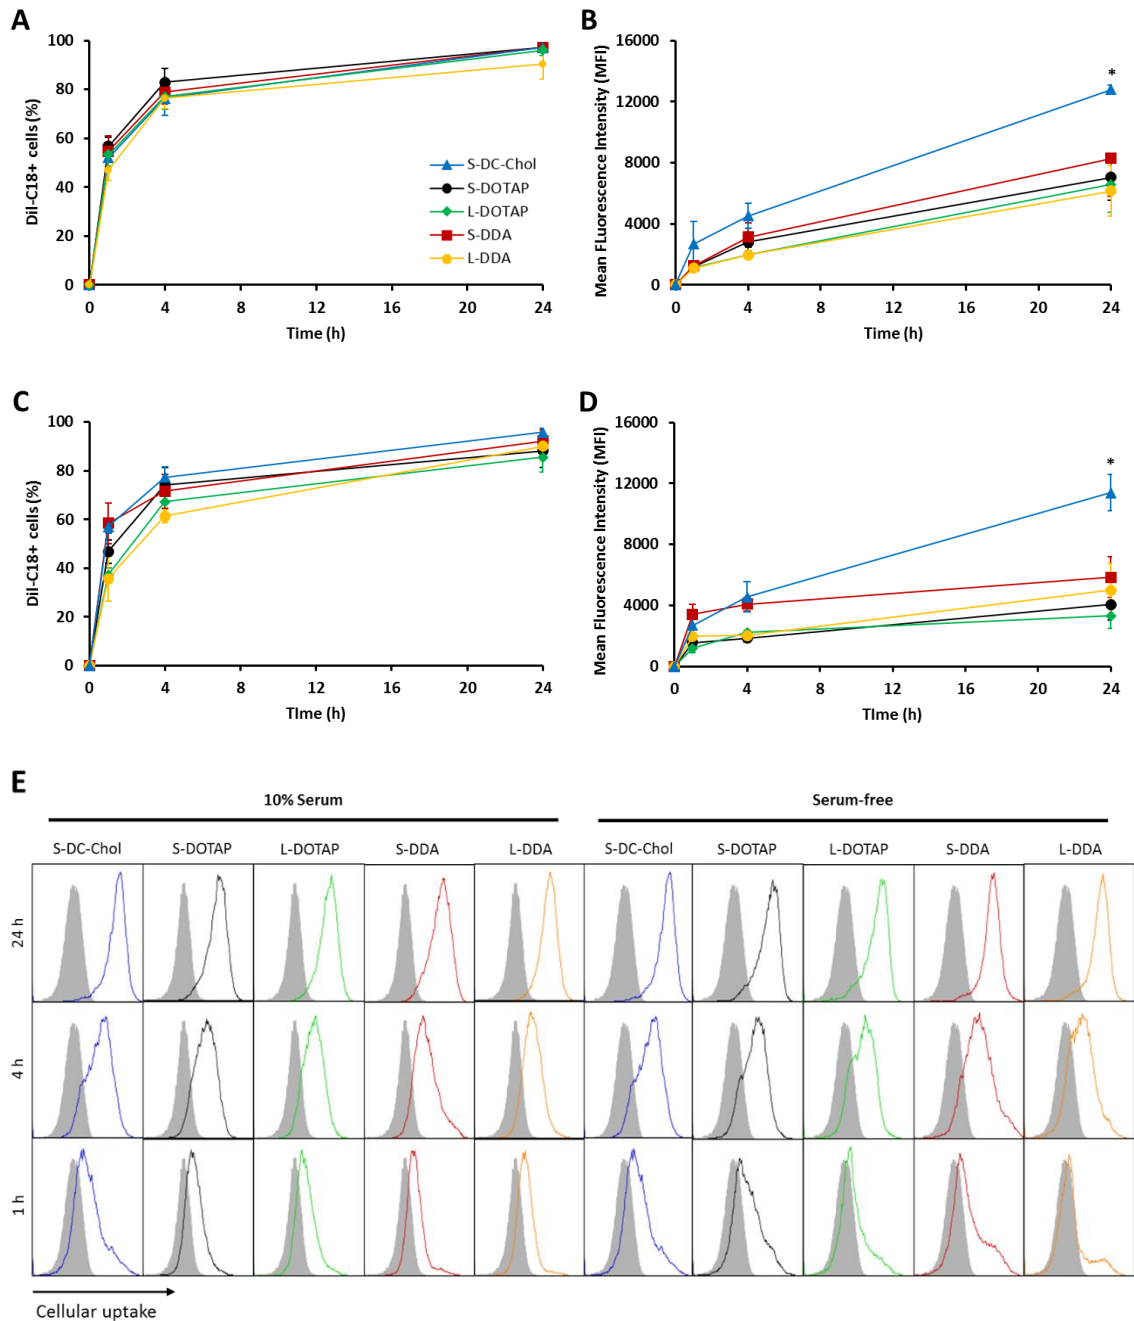 A
B
100
80
60
40
20
0
DiI-C18+ cells (%)
0 4 8 12 16 20 24
Time (h)
S-DC-Chol
S-DOTAP
L-DOTAP
S-DDA
L-DDA
16000
12000
8000
4000
0
Mean Fluorescence Intensity (MFI)
*
0 4 8 12 16 20 24
Time (h)
C
D
100
80
60
40
20
0
DiI-C18+ cells (%)
0 4 8 12 16 20 24
TIme (h)
16000
12000
8000
4000
0
Mean Fluorescence Intensity (MFI)
*
0 4 8 12 16 20 24
TIme (h)
E
10% Serum Serum-free
S-DC-Chol S-DOTAP L-DOTAP S-DDA L-DDA S-DC-Chol S-DOTAP L-DOTAP S-DDA L-DDA
24 h
4 h
1 h
Cellular uptake